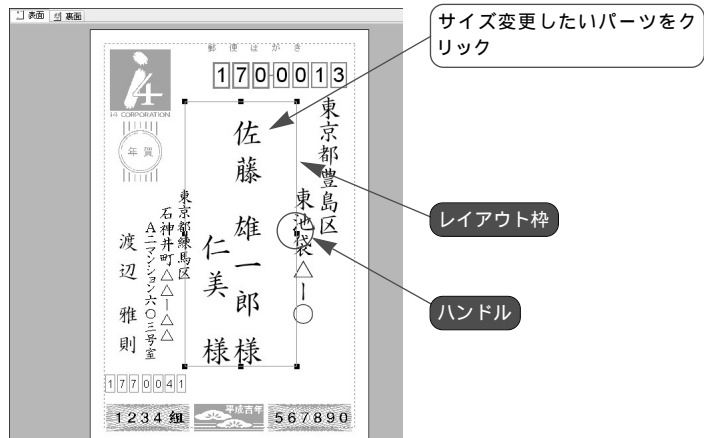 表面 裏面
サイズ変更したいパーツをク
リック
郵便はがき
170-0013
i4
i4 CORPORATION
年賀
東京都豊島区
東池袋△ー○
佐藤 雄一郎 様
仁美 様
レイアウト枠
ハンドル
東京都練馬区
石神井町△△ー△△
A二マンション六〇三号室
渡辺 雅則
1770041
1234組
平成吉年
567890